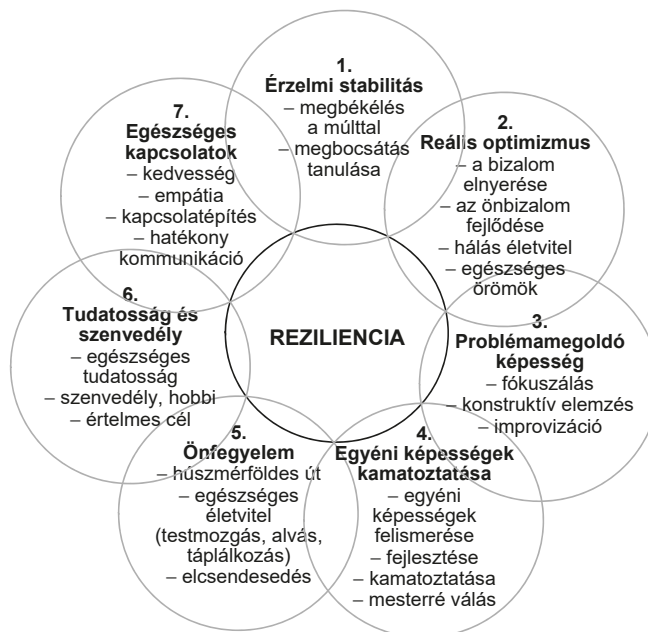 1.
Érzelmi stabilitás
– megbékélés
a múlttal
– megbocsátás
tanulása
2.
Reális optimizmus
– a bizalom
elnyerése
– az önbizalom
fejlődése
– hálás életvitel
– egészséges
örömök
3.
Problémamegoldó
képesség
– fókuszálás
– konstruktív elemzés
– improvizáció
4.
Egyéni képességek
kamatoztatása
– egyéni
képességek
felismerése
– fejlesztése
– kamatoztatása
– mesterré válás
5.
Önfegyelem
– húszmérföldes út
– egészséges
életvitel
(testmozgás, alvás,
táplálkozás)
– elcsendesedés
6.
Tudatosság és
szenvedély
– egészséges
tudatosság
– szenvedély, hobbi
– értelmes cél
7.
Egészséges
kapcsolatok
– kedvesség
– empátia
– kapcsolatépítés
– hatékony
kommunikáció
REZILIENCIA